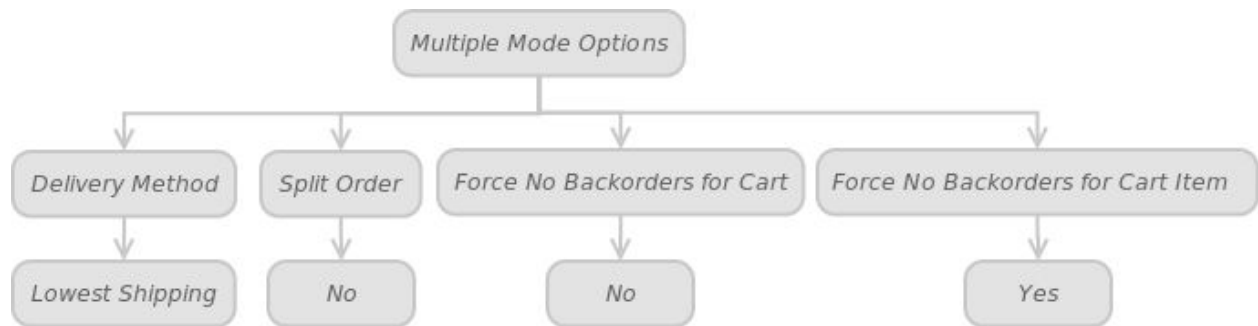 Multiple Mode Options
Delivery Method
Split Order
Force No Backorders for Cart
Force No Backorders for Cart Item
Lowest Shipping
No
No
Yes